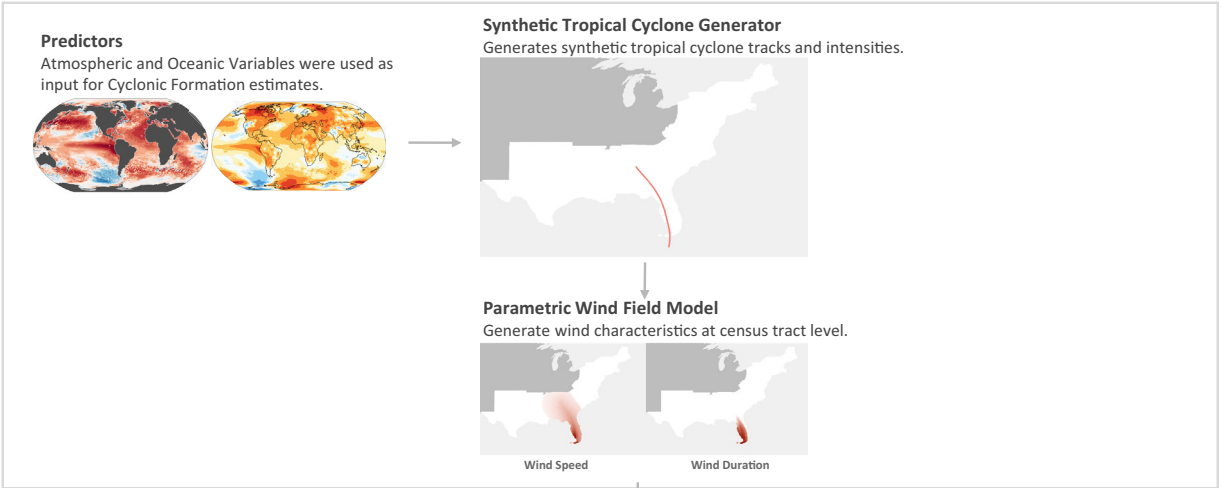 Predictors
Atmospheric and Oceanic Variables were used as
input for Cyclonic Formation estimates.
Synthetic Tropical Cyclone Generator
Generates synthetic tropical cyclone tracks and intensities.
Parametric Wind Field Model
Generate wind characteristics at census tract level.
Wind Speed
Wind Duration